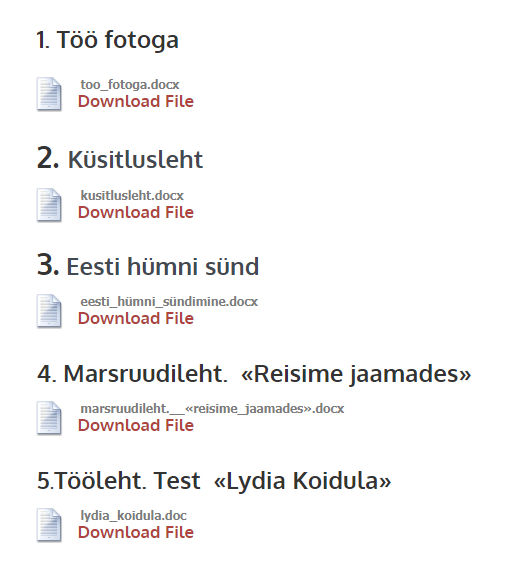 1. Töö fotoga
too_fotoga.docx
Download File
2. Küsitlusleht
kusitlusleht.docx
Download File
3. Eesti hümni sünd
eesti_hümni_sündimine.docx
Download File
4. Marsruudileht. «Reisime jaamades»
marsruudileht.__«reisime_jaamades».docx
Download File
5.Tööleht. Test «Lydia Koidula»
lydia_koidula.doc
Download File